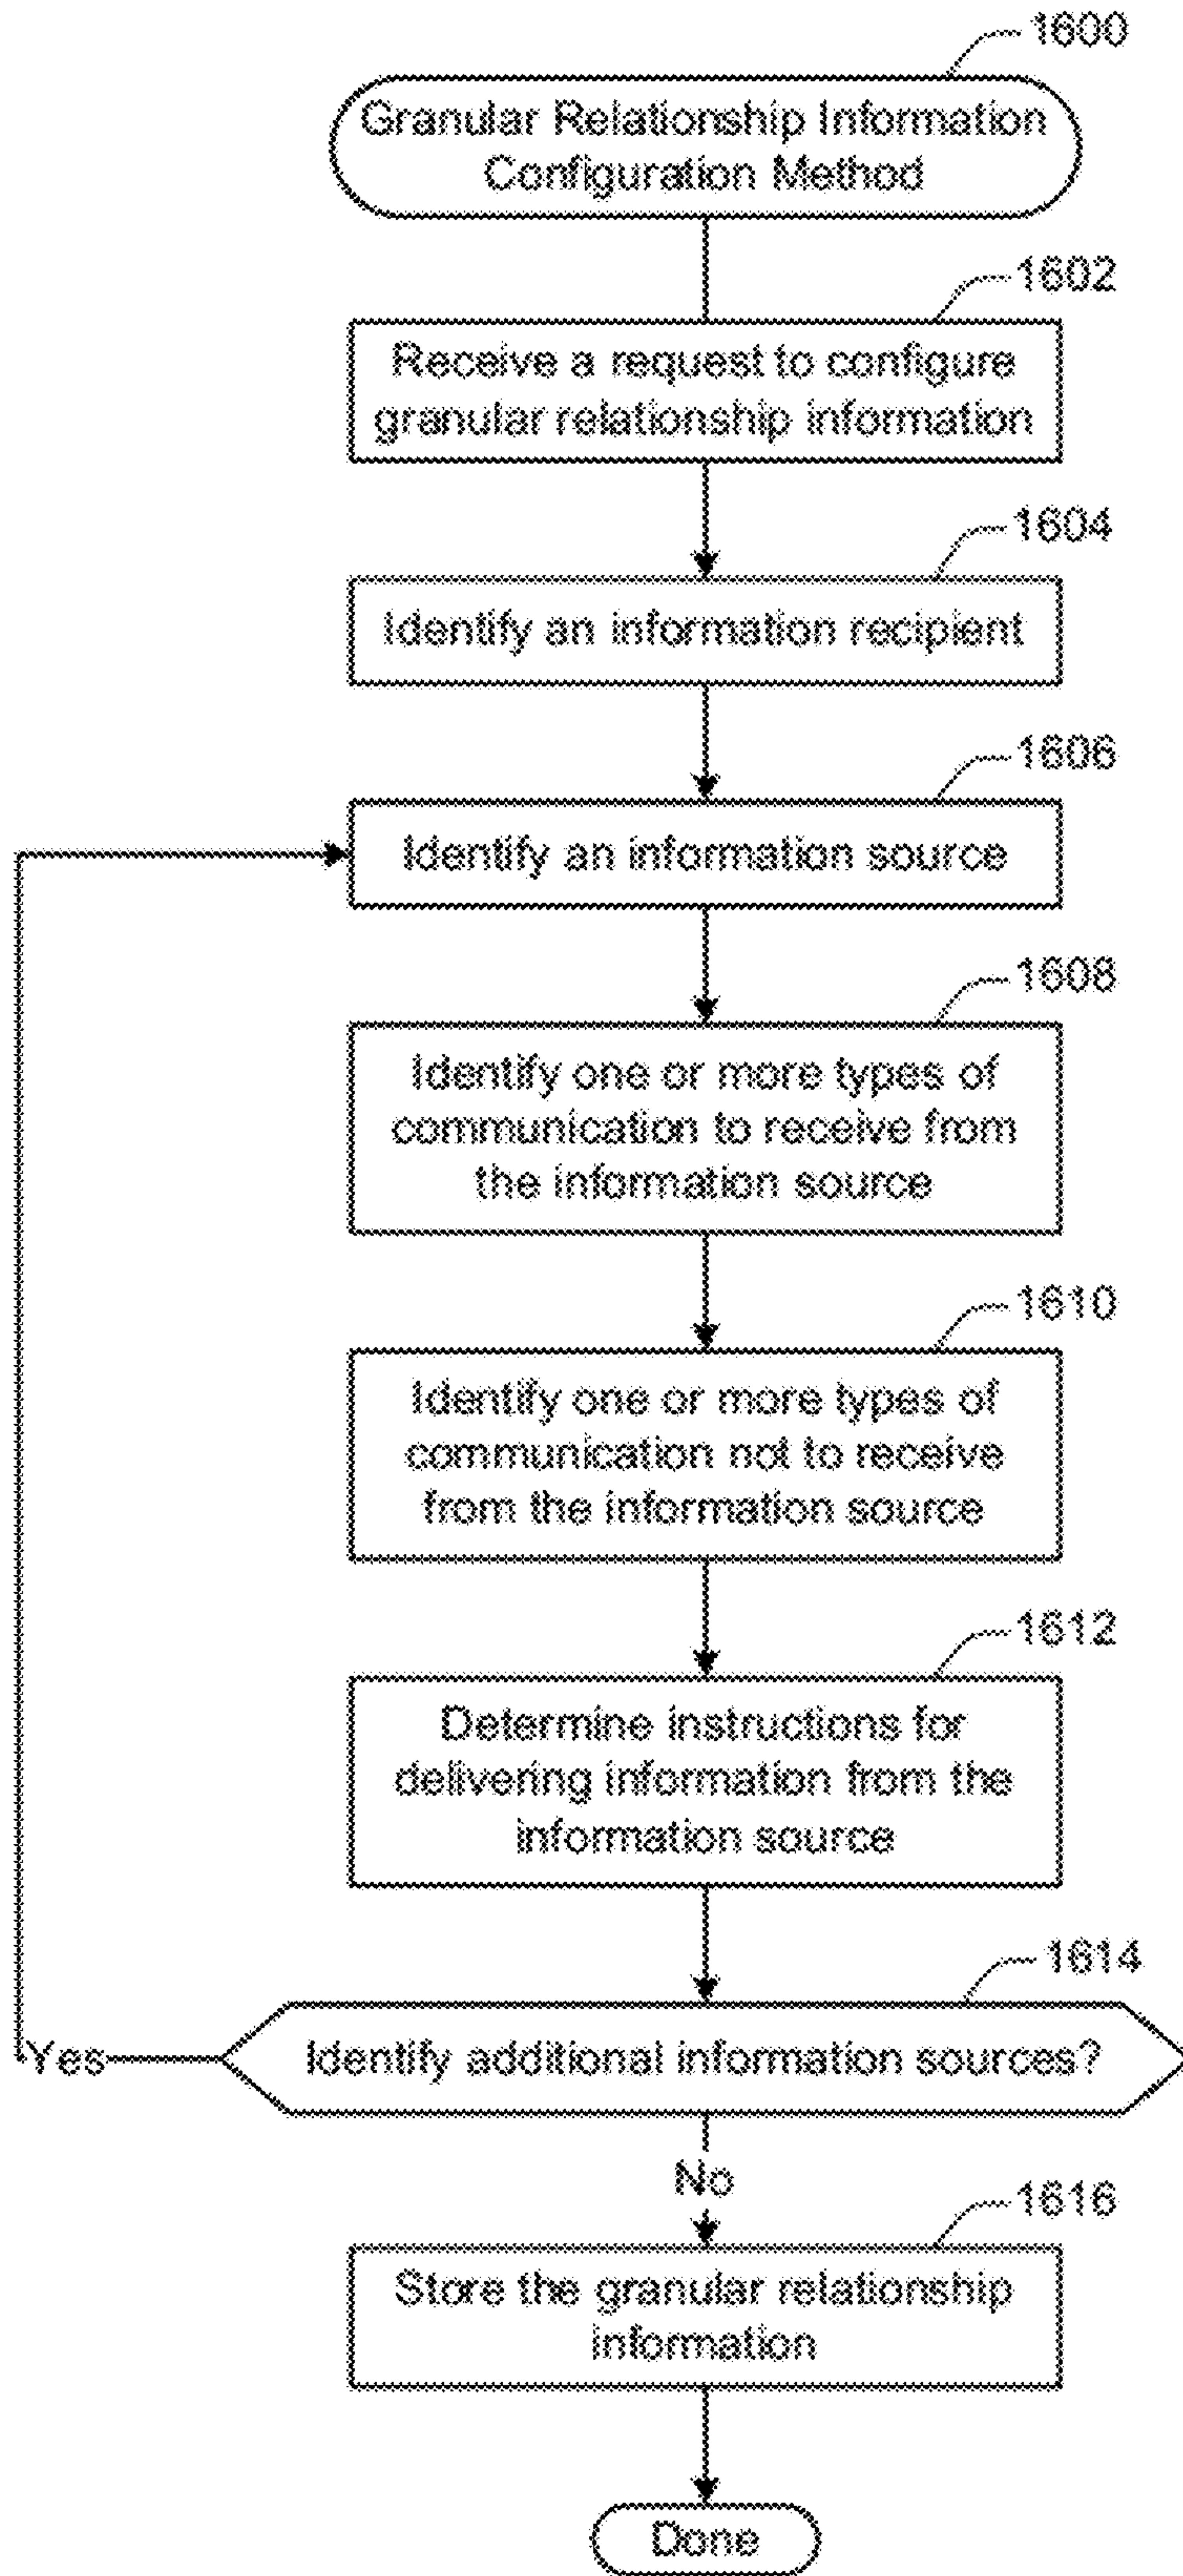 1600
Granular Relationship Information
Configuration Method
1602
Receive a request to configure
granular relationship information
1604
Identify an information recipient
1606
Identify an information source
1608
Identify one or more types of
communication to receive from
the information source
1610
Identify one or more types of
communication not to receive
from the information source
1612
Determine instructions for
delivering information from the
information source
1614
Identify additional information sources?
Yes
No
1616
Store the granular relationship
information
Done